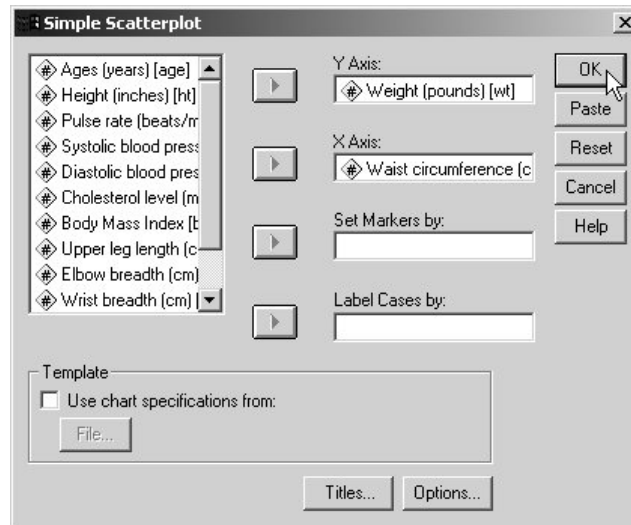 Simple Scatterplot
Ages (years) [age]
Height (inches) [ht]
Pulse rate (beats/m
Systolic blood press
Diastolic blood pres
Cholesterol level (m
Body Mass Index [b
Upper leg length (c
Elbow breadth (cm)
Wrist breadth (cm) [
Y Axis:
Weight (pounds) [wt]
X Axis:
Waist circumference (c
Set Markers by:
Label Cases by:
OK
Paste
Reset
Cancel
Help
Template
Use chart specifications from:
File...
Titles...
Options...